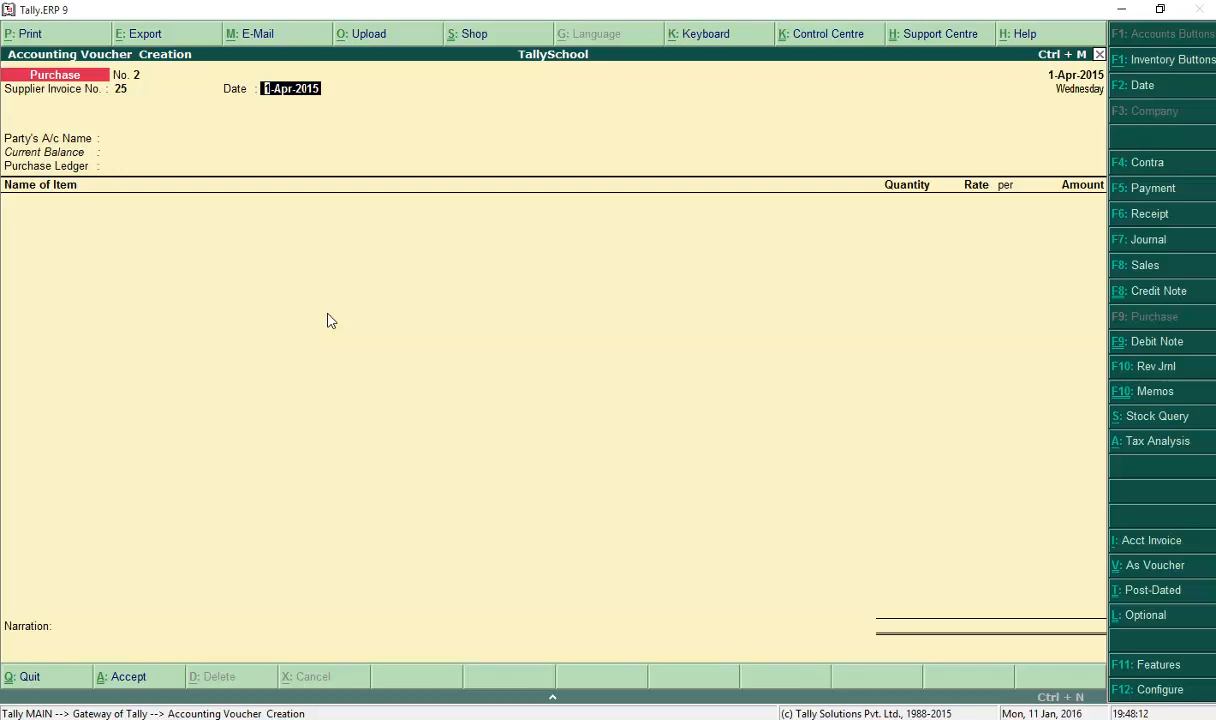 Tally.ERP 9
P: Print E: Export M: E-Mail O: Upload S: Shop G: Language K: Keyboard K: Control Centre H: Support Centre H: Help
Accounting Voucher Creation TallySchool Ctrl + M
Purchase No. 2 1-Apr-2015
Supplier Invoice No. : 25 Date : 1-Apr-2015 Wednesday
Party's A/c Name :
Current Balance :
Purchase Ledger :
Name of Item Quantity Rate per Amount
Narration:
Q: Quit A: Accept D: Delete X: Cancel
Ctrl + N
F1: Accounts Buttons
F1: Inventory Buttons
F2: Date
F3: Company
F4: Contra
F5: Payment
F6: Receipt
F7: Journal
F8: Sales
F8: Credit Note
F9: Purchase
F9: Debit Note
F10: Rev Jrnl
F10: Memos
S: Stock Query
A: Tax Analysis
I: Acct Invoice
V: As Voucher
T: Post-Dated
L: Optional
F11: Features
F12: Configure
Tally MAIN --> Gateway of Tally --> Accounting Voucher Creation (c) Tally Solutions Pvt. Ltd., 1988-2015 Mon, 11 Jan, 2016 19:48:12